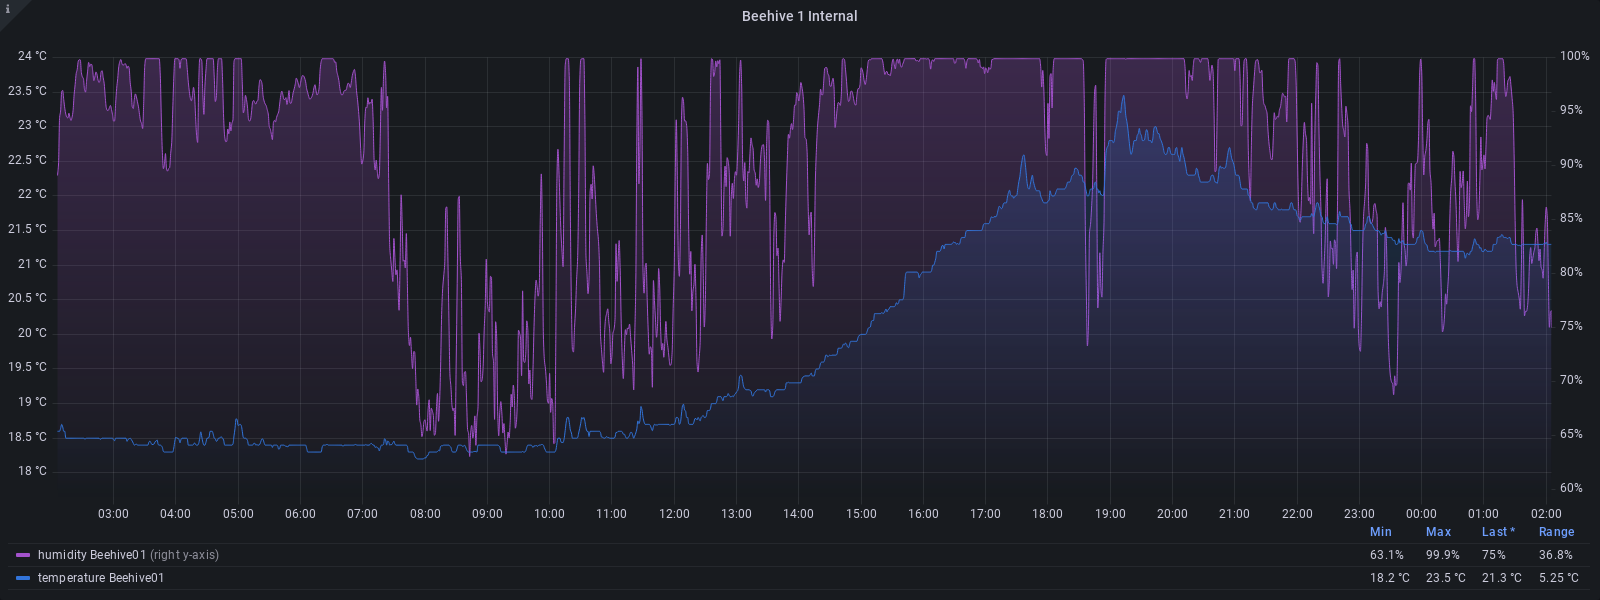 i
Beehive 1 Internal
24 °C 100%
23.5 °C 95%
23 °C
22.5 °C 90%
22 °C
21.5 °C 85%
21 °C 80%
20.5 °C
20 °C 75%
19.5 °C 70%
19 °C
18.5 °C 65%
18 °C 60%
03:00 04:00 05:00 06:00 07:00 08:00 09:00 10:00 11:00 12:00 13:00 14:00 15:00 16:00 17:00 18:00 19:00 20:00 21:00 22:00 23:00 00:00 01:00 02:00
Min Max Last * Range
humidity Beehive01 (right y-axis) 63.1% 99.9% 75% 36.8%
temperature Beehive01 18.2 °C 23.5 °C 21.3 °C 5.25 °C